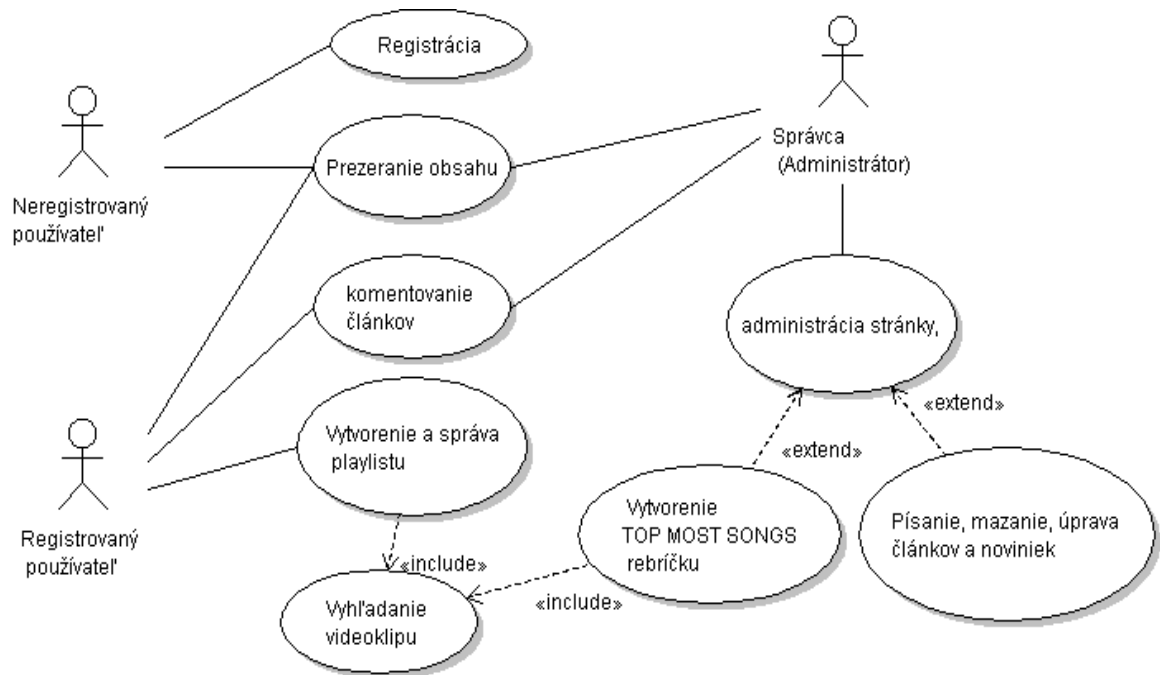 Registrácia
Neregistrovaný
používateľ
Prezeranie obsahu
Správca
(Administrátor)
komentovanie
článkov
administrácia stránky,
Registrovaný
používateľ
Vytvorenie a správa
playlistu
«extend»
«extend»
Vytvorenie
TOP MOST SONGS
rebríčku
Písanie, mazanie, úprava
článkov a noviniek
«include»
«include»
Vyhľadanie
videoklipu